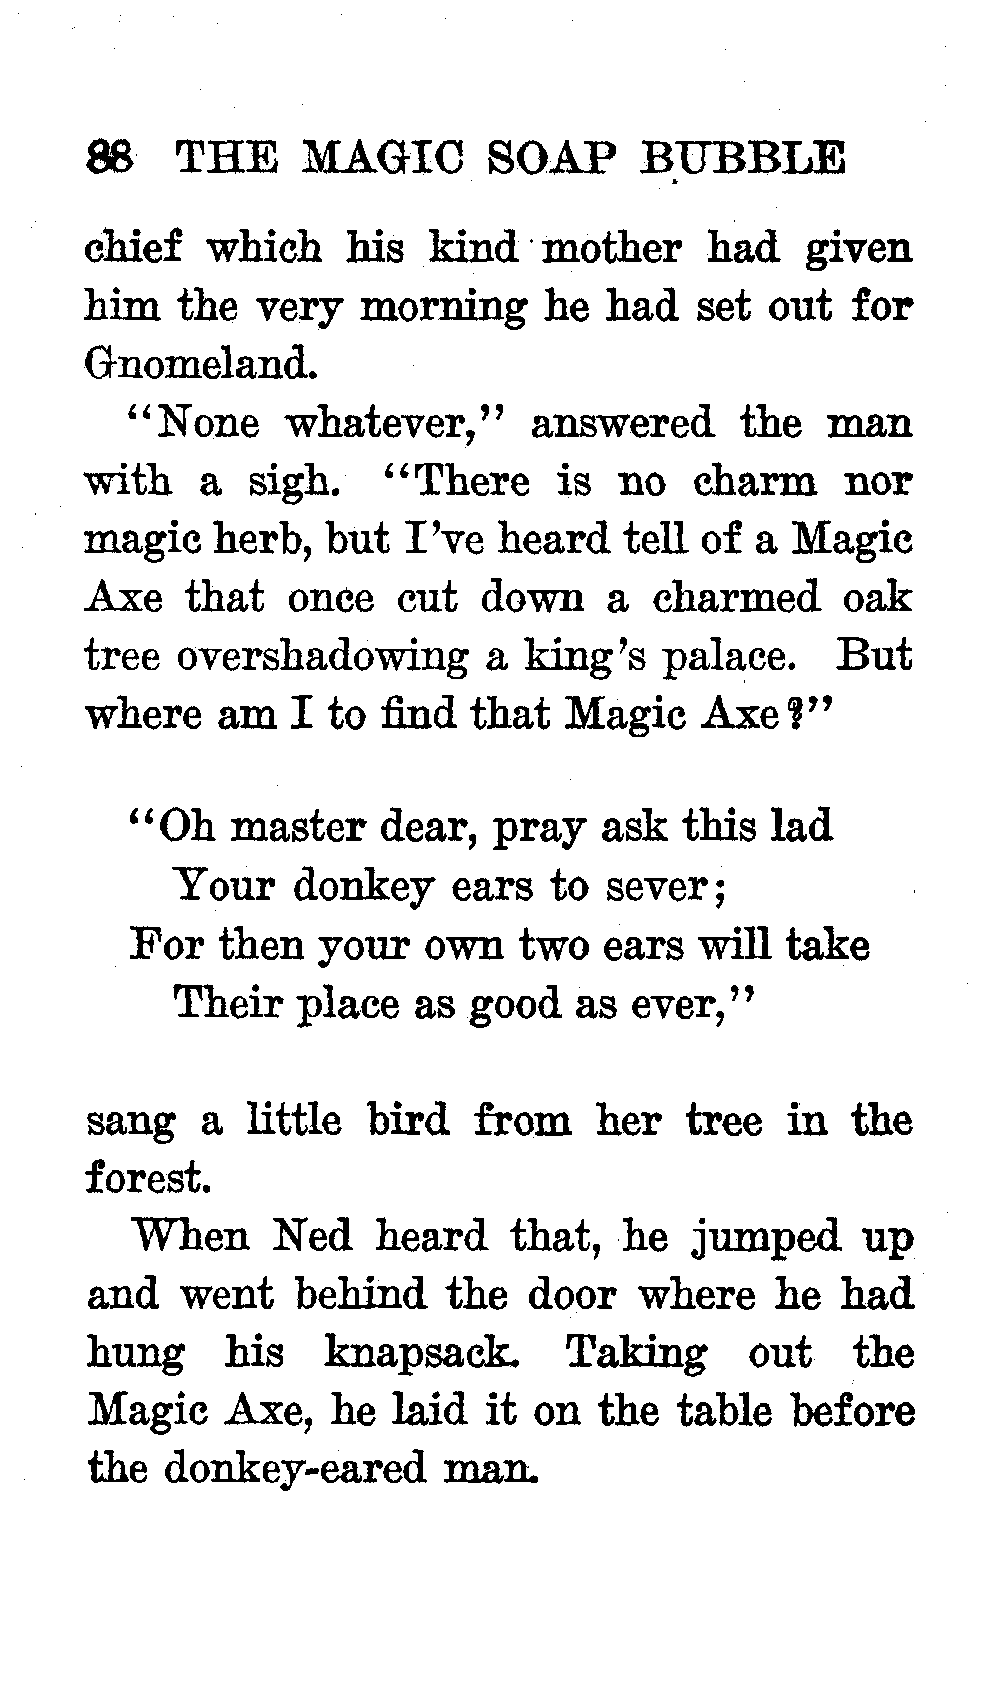 88 THE MAGIC SOAP BUBBLE
chief which his kind mother had given
him the very morning he had set out for
Gnomeland.
"None whatever," answered the man
with a sigh. "There is no charm nor
magic herb, but I've heard tell of a Magic
Axe that once cut down a charmed oak
tree overshadowing a king's palace. But
where am I to find that Magic Axe?"
"Oh master dear, pray ask this lad
Your donkey ears to sever;
For then your own two ears will take
Their place as good as ever,"
sang a little bird from her tree in the
forest.
When Ned heard that, he jumped up
and went behind the door where he had
hung his knapsack. Taking out the
Magic Axe, he laid it on the table before
the donkey-eared man.